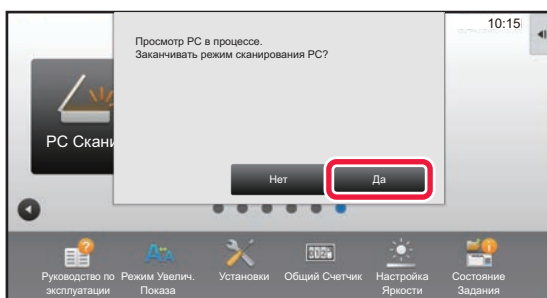 10:15
Просмотр PC в процессе.
Заканчивать режим сканирования PC?
PC Скани
Нет
Да
Руководство по
эксплуатации
Режим Увелич.
Показа
Установки
Общий Счетчик
Настройка
Яркости
Состояние
Задания